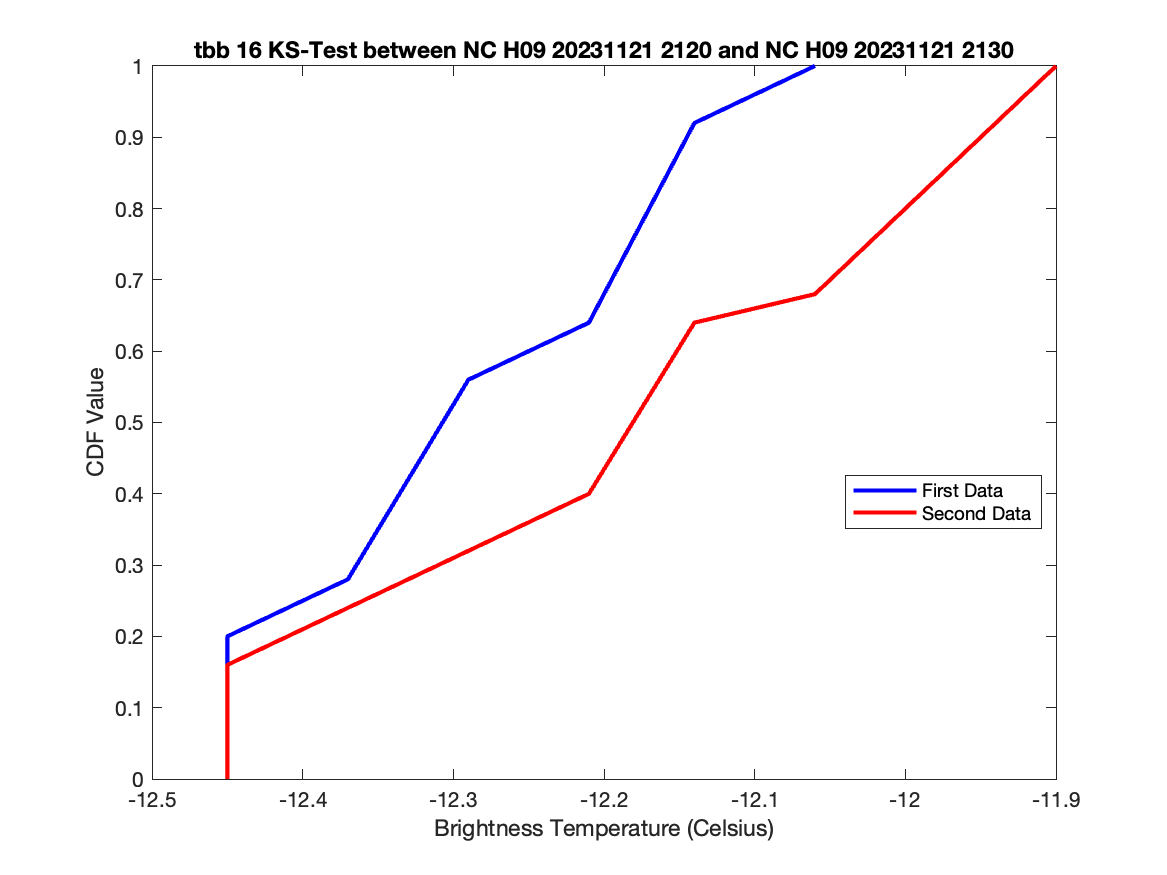 tbb 16 KS-Test between NC H09 20231121 2120 and NC H09 20231121 2130
1
0.9
0.8
0.7
0.6
0.5
0.4
0.3
0.2
0.1
0
CDF Value
First Data
Second Data
-12.5 -12.4 -12.3 -12.2 -12.1 -12 -11.9
Brightness Temperature (Celsius)